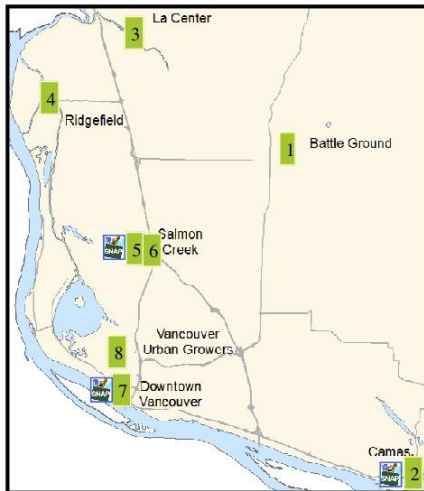 La Center
3
4
Ridgefield
1
Battle Ground
SNAP
5
6
Salmon
Creek
Vancouver
Urban Growers
8
SNAP
7
Downtown
Vancouver
Camas
SNAP
2